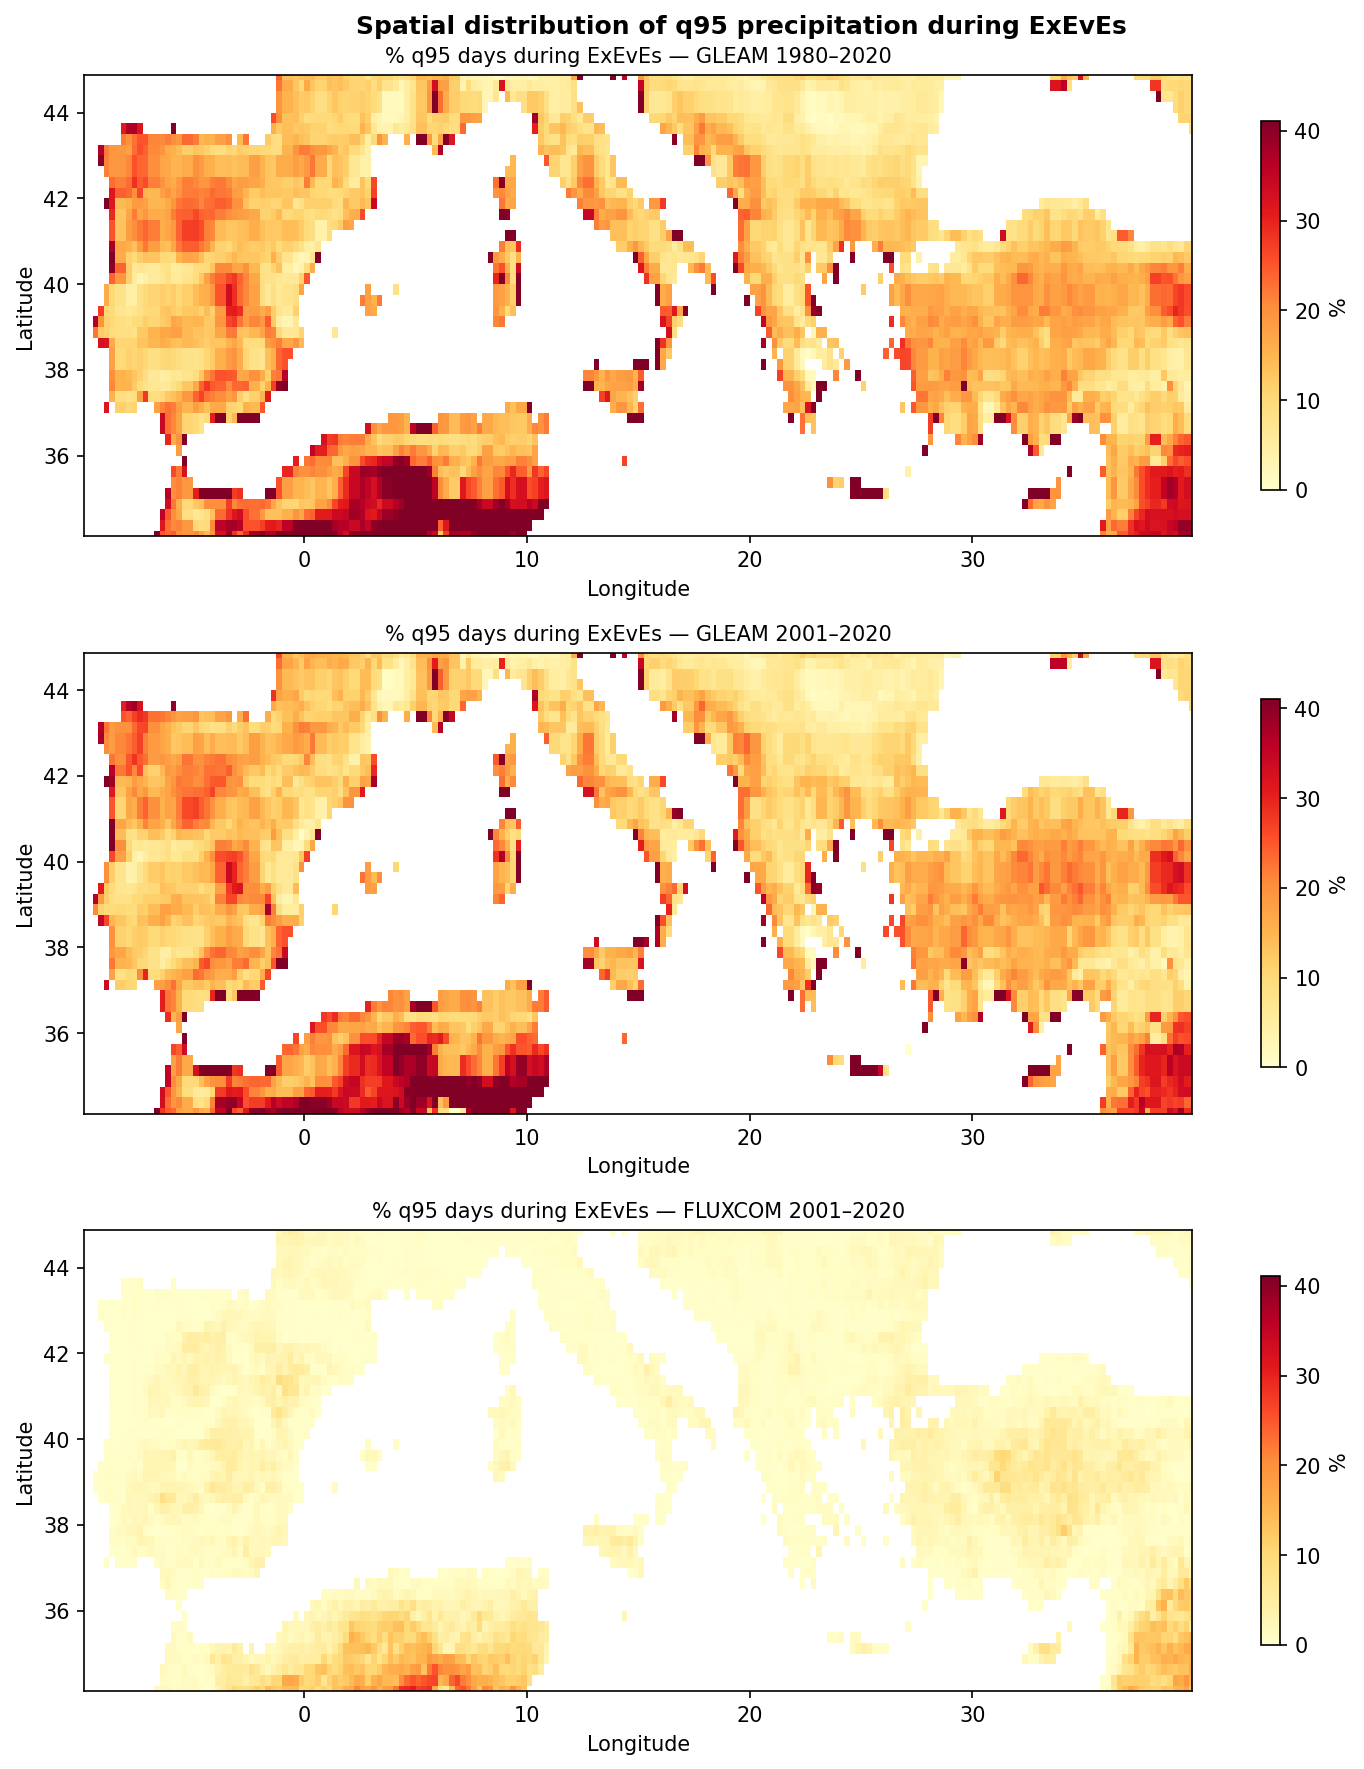 Spatial distribution of q95 precipitation during ExEvEs
% q95 days during ExEvEs — GLEAM 1980–2020
44
42
40
38
36
Latitude
0 10 20 30
Longitude
40
30
20
10
0
%
% q95 days during ExEvEs — GLEAM 2001–2020
44
42
40
38
36
Latitude
0 10 20 30
Longitude
40
30
20
10
0
%
% q95 days during ExEvEs — FLUXCOM 2001–2020
44
42
40
38
36
Latitude
0 10 20 30
Longitude
40
30
20
10
0
%